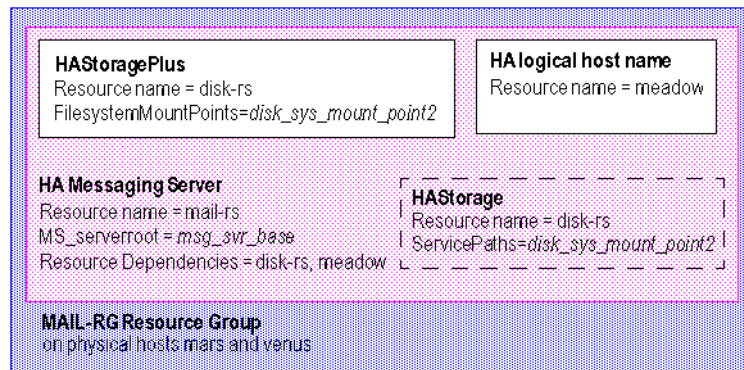 HAStoragePlus
Resource name = disk-rs
FilesystemMountPoints=disk_sys_mount_point2
HA logical host name
Resource name = meadow
HA Messaging Server
Resource name = mail-rs
MS_serverroot = msg_svr_base
Resource Dependencies = disk-rs, meadow
HAStorage
Resource name = disk-rs
ServicePaths=disk_sys_mount_point2
MAIL-RG Resource Group
on physical hosts mars and venus